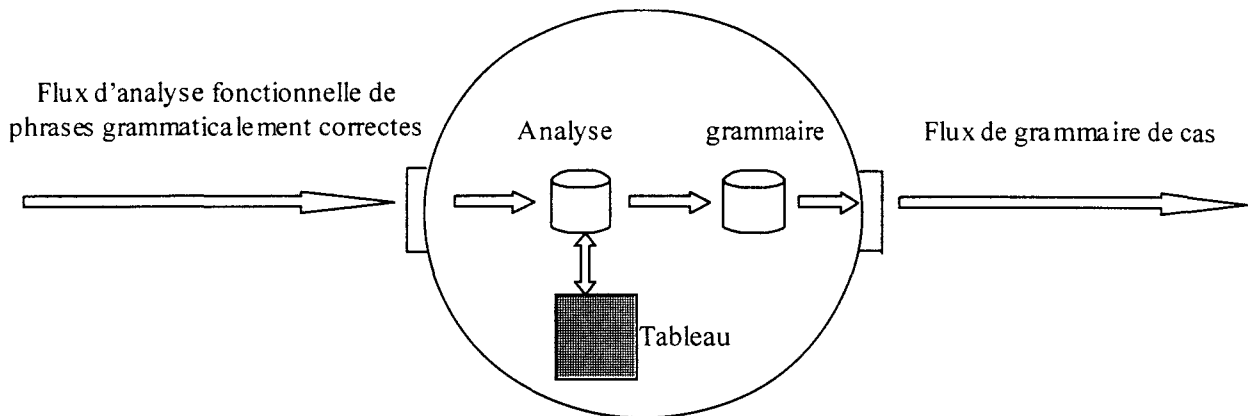 Flux d'analyse fonctionnelle de
phrases grammaticalement correctes
Analyse
grammaire
Flux de grammaire de cas
Tableau